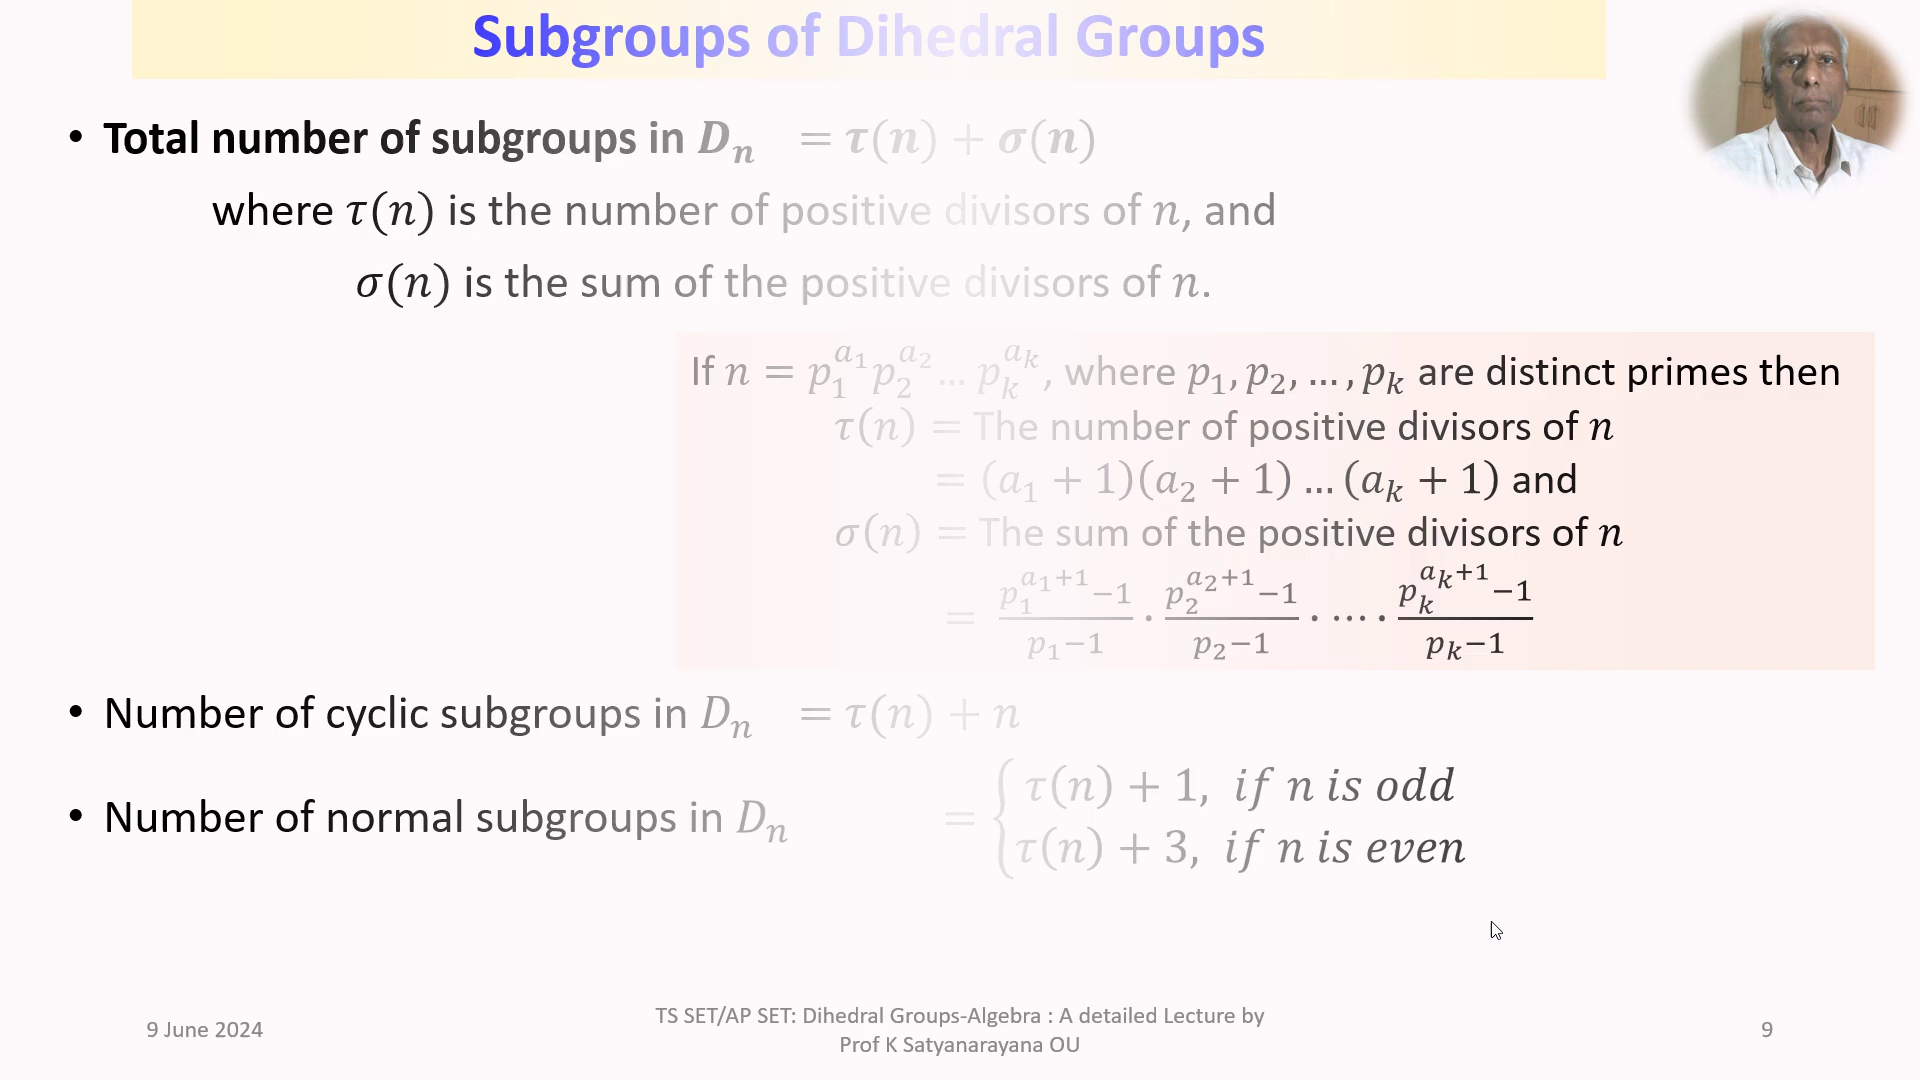 Subgroups of Dihedral Groups
• Total number of subgroups in Dₙ = τ(n) + σ(n)
where τ(n) is the number of positive divisors of n, and
σ(n) is the sum of the positive divisors of n.
If n = p₁^{a₁} p₂^{a₂} … pₖ^{aₖ}, where p₁, p₂, …, pₖ are distinct primes then
τ(n) = The number of positive divisors of n
= (a₁ + 1)(a₂ + 1) … (aₖ + 1) and
σ(n) = The sum of the positive divisors of n
= (p₁^{a₁+1} −1)/(p₁−1) · (p₂^{a₂+1} −1)/(p₂−1) · … · (pₖ^{aₖ+1} −1)/(pₖ−1)
• Number of cyclic subgroups in Dₙ = τ(n) + n
• Number of normal subgroups in Dₙ = { τ(n) + 1, if n is odd
τ(n) + 3, if n is even
9 June 2024
TS SET/AP SET: Dihedral Groups-Algebra : A detailed Lecture by
Prof K Satyanarayana OU
9